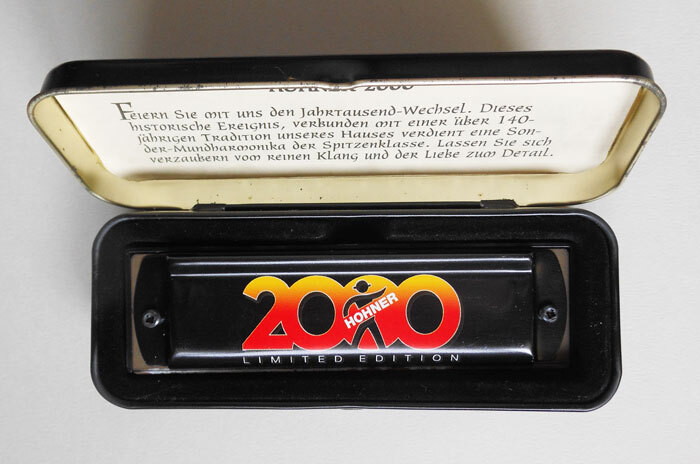 HOHNER 2000
Feiern Sie mit uns den Jahrtausend-Wechsel. Dieses
historische Ereignis, verbunden mit einer über 140-
jährigen Tradition unseres Hauses verdient eine Son-
der-Mundharmonika der Spitzenklasse. Lassen Sie sich
verzaubern vom reinen Klang und der Liebe zum Detail.
2000
HOHNER
LIMITED EDITION